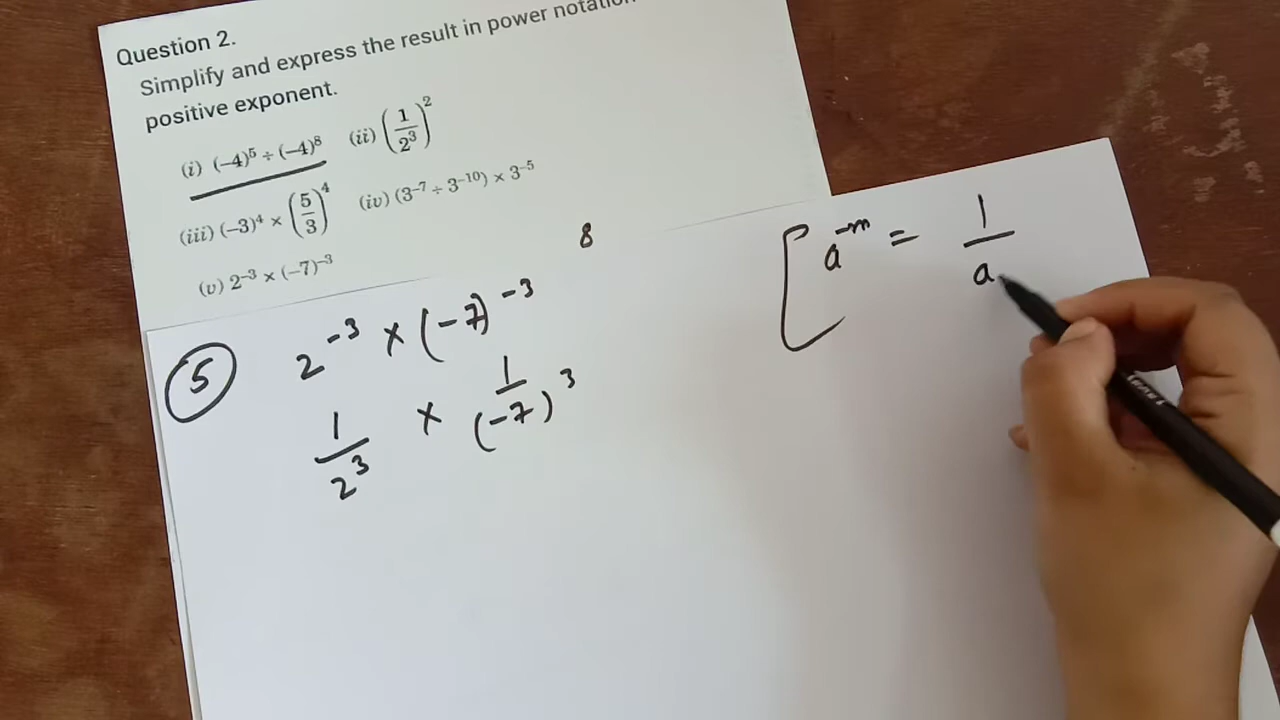 Question 2.
Simplify and express the result in power notation
positive exponent.
(i) (−4)⁵ ÷ (−4)⁸ (ii) (1/2³)²
(iii) (−3)⁴ × (5/3)⁴ (iv) (3⁻⁷ ÷ 3⁻¹⁰) × 3⁻⁵
(v) 2⁻³ × (−7)⁻³
8
5 2⁻³ × (−7)⁻³
1/2³ × 1/(−7)³
[ a⁻ᵐ = 1/a